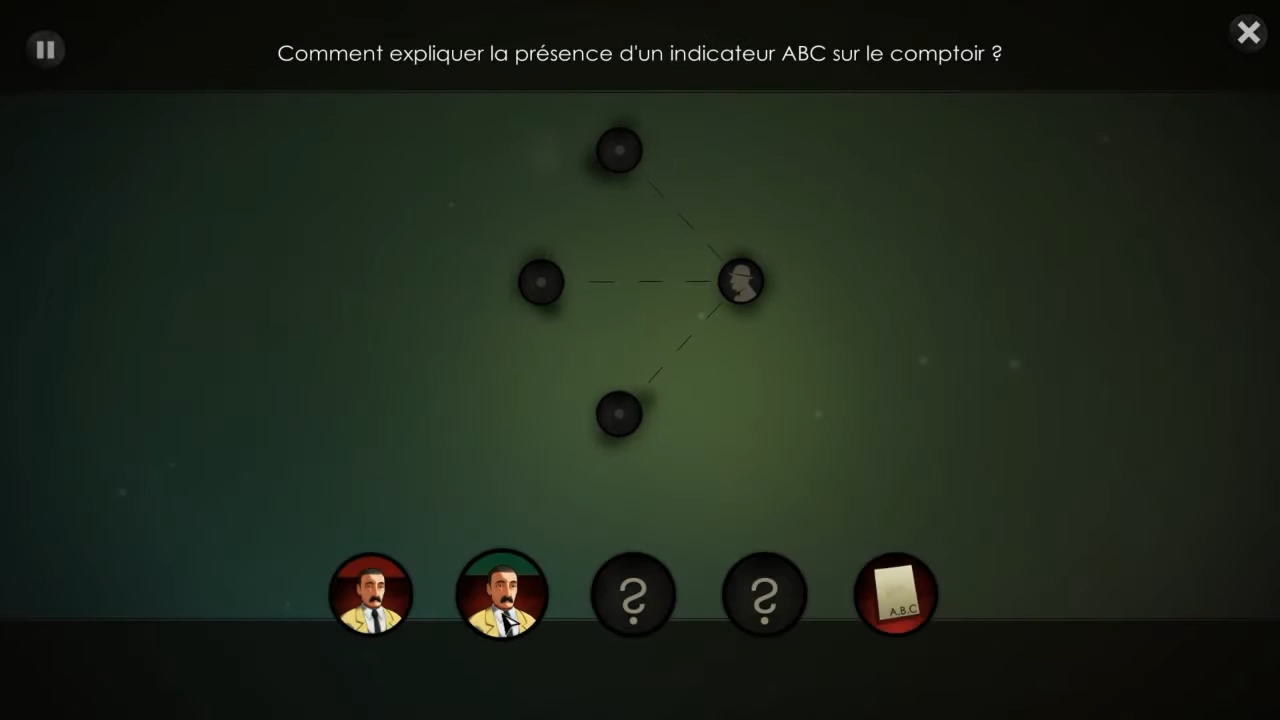 Comment expliquer la présence d'un indicateur ABC sur le comptoir ?
? ?
A.B.C